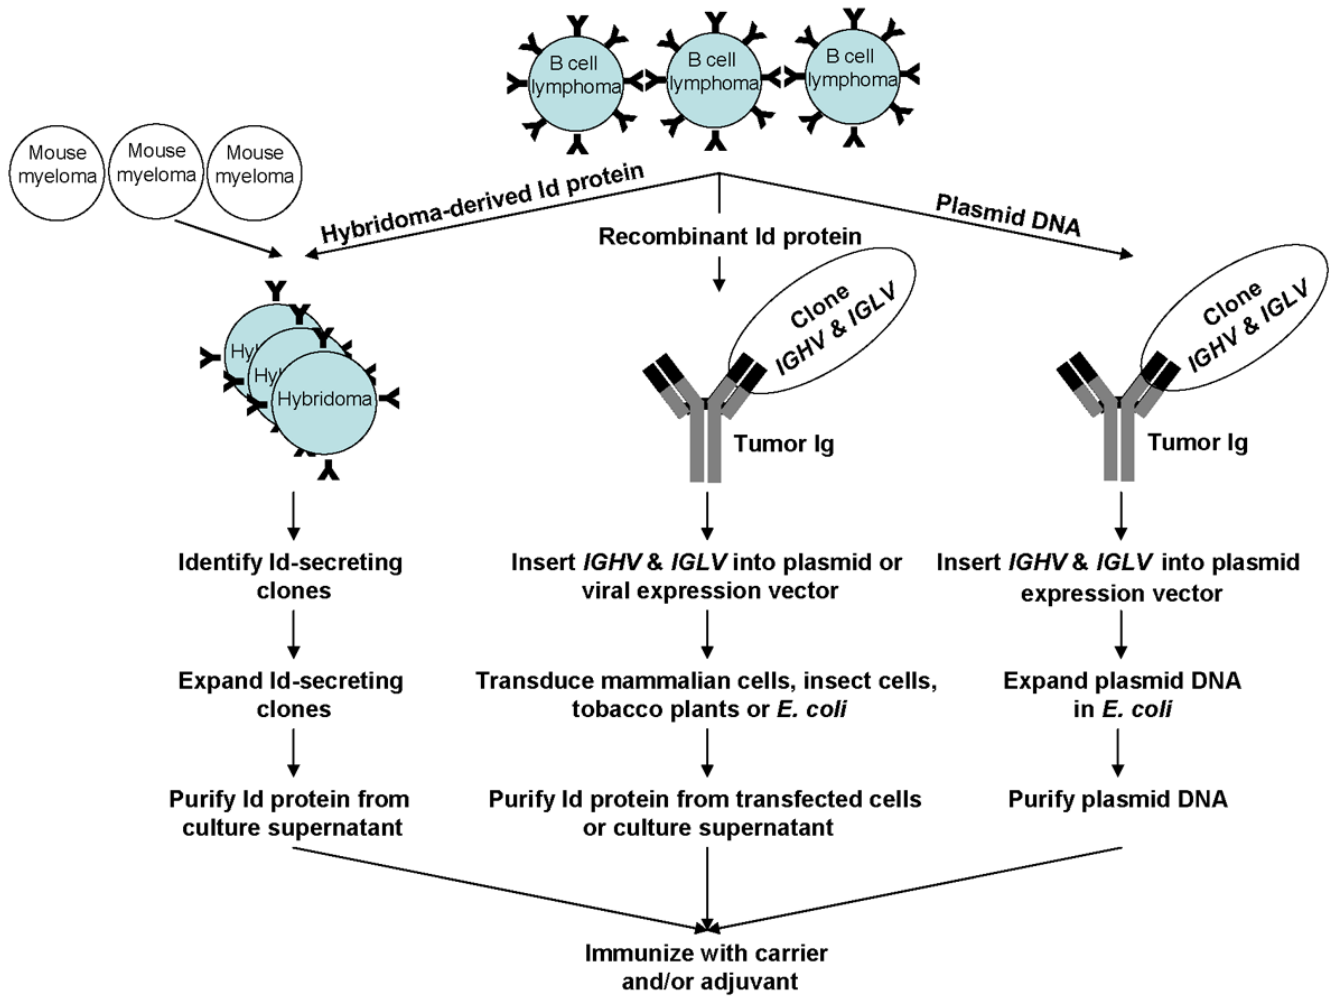 B cell
lymphoma
B cell
lymphoma
B cell
lymphoma
Mouse
myeloma
Mouse
myeloma
Mouse
myeloma
Hybridoma-derived Id protein
Recombinant Id protein
Plasmid DNA
Clone
IGHV & IGLV
Clone
IGHV & IGLV
Hy
Hy
Hybridoma
Tumor Ig
Tumor Ig
Identify Id-secreting
clones
Insert IGHV & IGLV into plasmid or
viral expression vector
Insert IGHV & IGLV into plasmid
expression vector
Expand Id-secreting
clones
Transduce mammalian cells, insect cells,
tobacco plants or E. coli
Expand plasmid DNA
in E. coli
Purify Id protein from
culture supernatant
Purify Id protein from transfected cells
or culture supernatant
Purify plasmid DNA
Immunize with carrier
and/or adjuvant